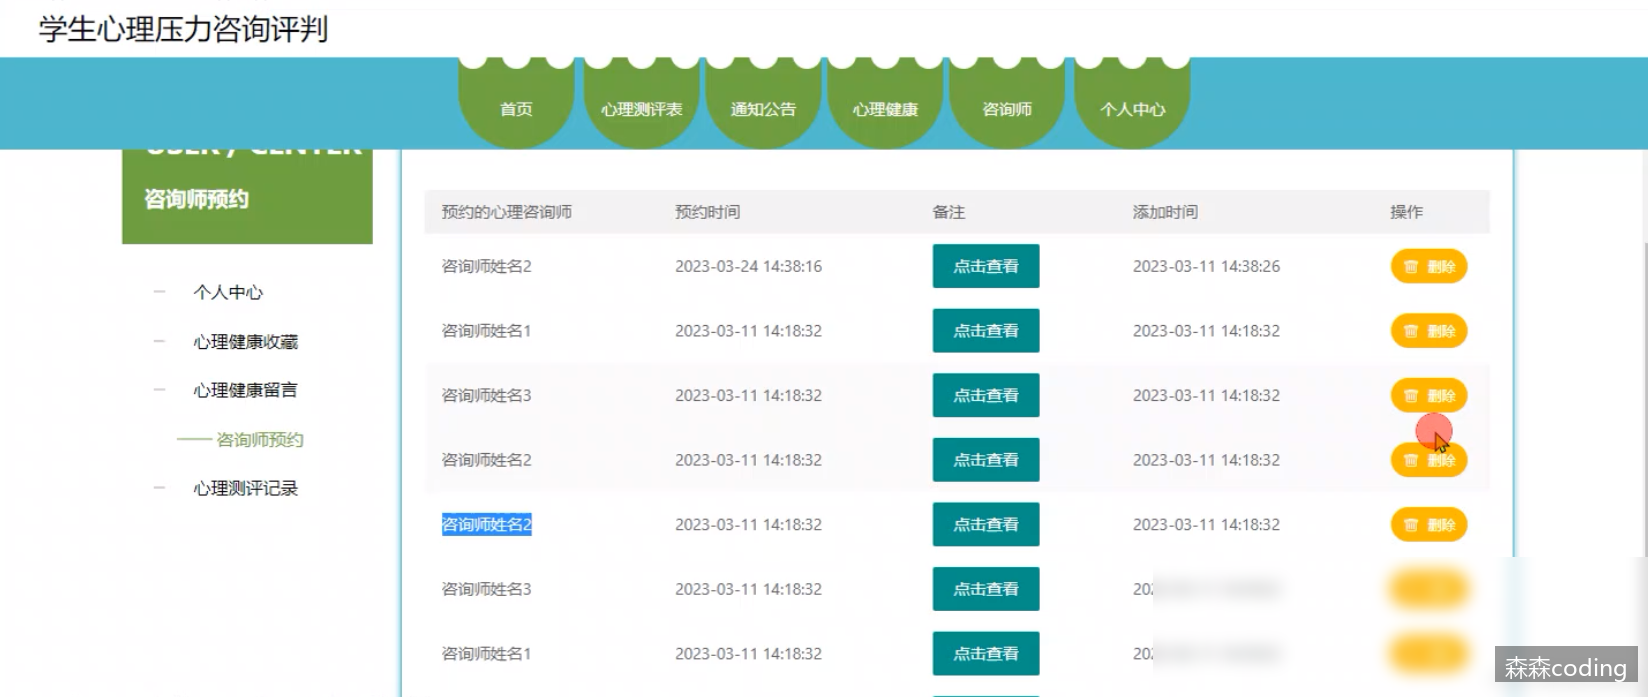 学生心理压力咨询评判
首页 心理测评表 通知公告 心理健康 咨询师 个人中心
USER / CENTER
咨询师预约
个人中心
心理健康收藏
心理健康留言
咨询师预约
心理测评记录
预约的心理咨询师 预约时间 备注 添加时间 操作
咨询师姓名2 2023-03-24 14:38:16 点击查看 2023-03-11 14:38:26 删除
咨询师姓名1 2023-03-11 14:18:32 点击查看 2023-03-11 14:18:32 删除
咨询师姓名3 2023-03-11 14:18:32 点击查看 2023-03-11 14:18:32 删除
咨询师姓名2 2023-03-11 14:18:32 点击查看 2023-03-11 14:18:32 删除
咨询师姓名2 2023-03-11 14:18:32 点击查看 2023-03-11 14:18:32 删除
咨询师姓名3 2023-03-11 14:18:32 点击查看
咨询师姓名1 2023-03-11 14:18:32 点击查看
森森coding